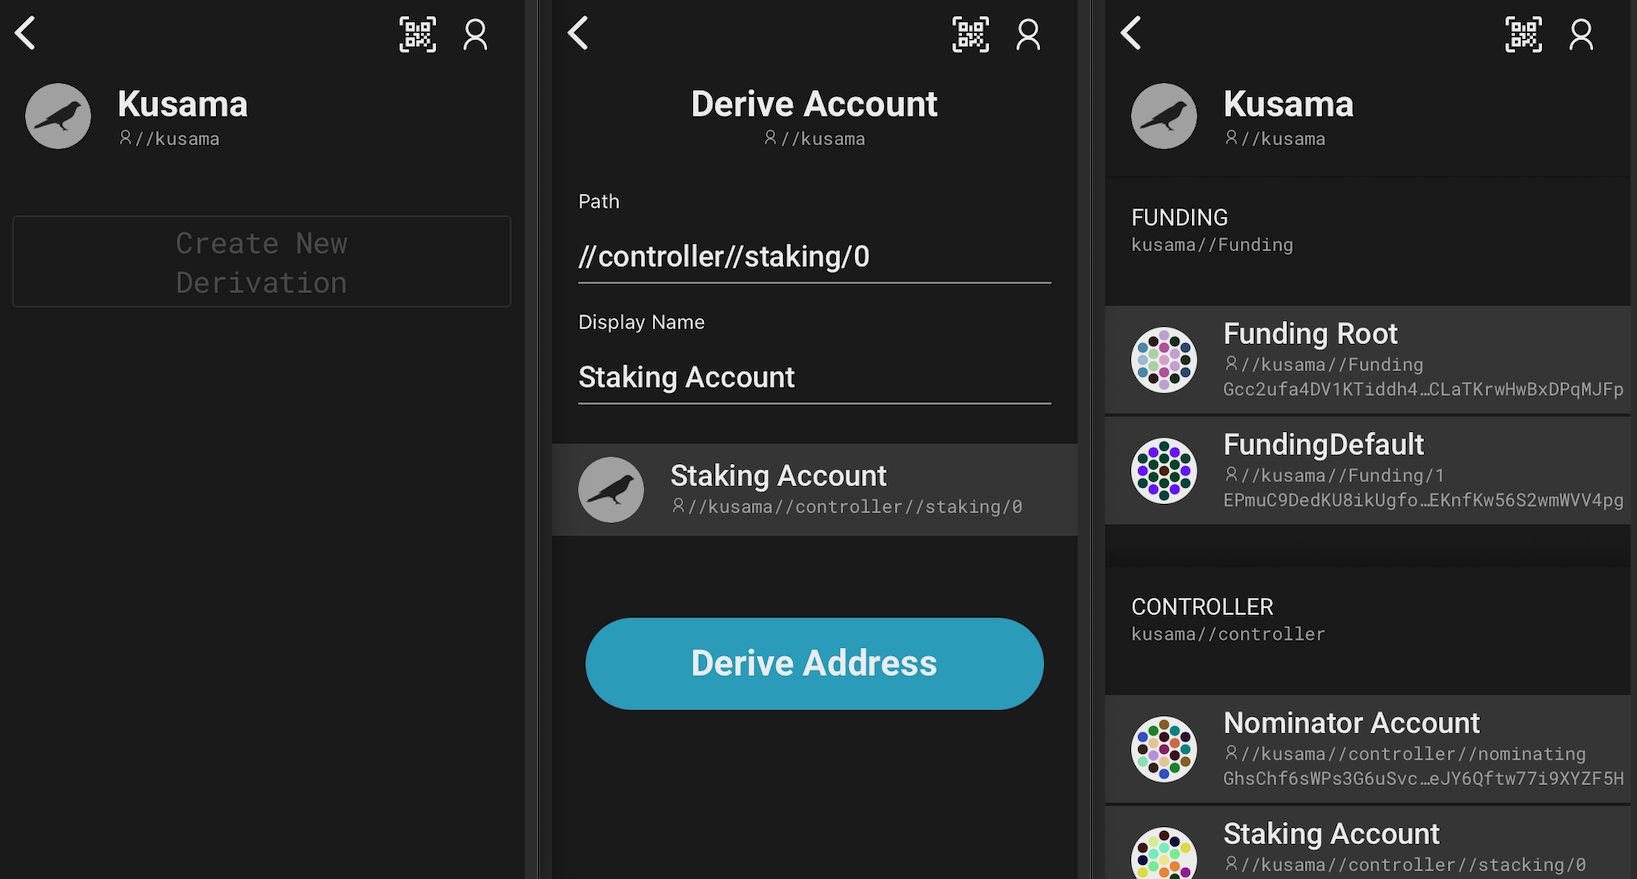 Kusama
//kusama
Create New
Derivation
Derive Account
//kusama
Path
//controller//staking/0
Display Name
Staking Account
Staking Account
//kusama//controller//staking/0
Derive Address
Kusama
//kusama
FUNDING
kusama//Funding
Funding Root
//kusama//Funding
Gcc2ufa4DV1KTiddh4…CLaTKrwHwBxDPqMJFp
FundingDefault
//kusama//Funding/1
EPmuC9DedKU8ikUgfo…EKnfKw56S2wmWVV4pg
CONTROLLER
kusama//controller
Nominator Account
//kusama//controller//nominating
GhsChf6sWPs3G6uSvc…eJY6Qftw77i9XYZF5H
Staking Account
//kusama//controller//stacking/0